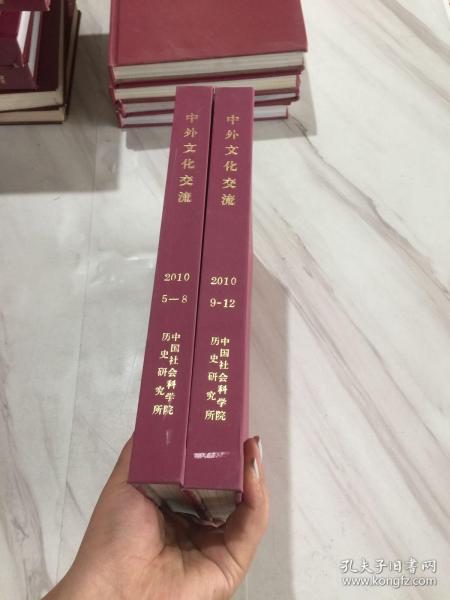 中外文化交流
2010
5—8
中国社会科学院
历史研究所
中外文化交流
2010
9-12
中国社会科学院
历史研究所
孔夫子旧书网
www.kongfz.com